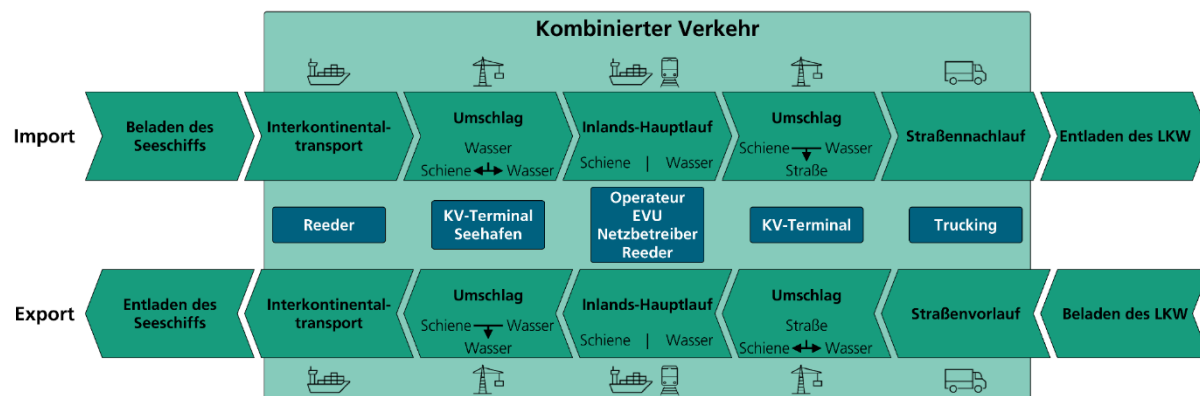 Kombinierter Verkehr
Import
Beladen des
Seeschiffs
Interkontinental-
transport
Umschlag
Wasser
Schiene Wasser
Inlands-Hauptlauf
Schiene | Wasser
Umschlag
Schiene Wasser
Straße
Straßennachlauf
Entladen des LKW
Reeder
KV-Terminal
Seehafen
Operateur
EVU
Netzbetreiber
Reeder
KV-Terminal
Trucking
Export
Entladen des
Seeschiffs
Interkontinental-
transport
Umschlag
Schiene Wasser
Wasser
Inlands-Hauptlauf
Schiene | Wasser
Umschlag
Straße
Schiene Wasser
Straßenvorlauf
Beladen des LKW